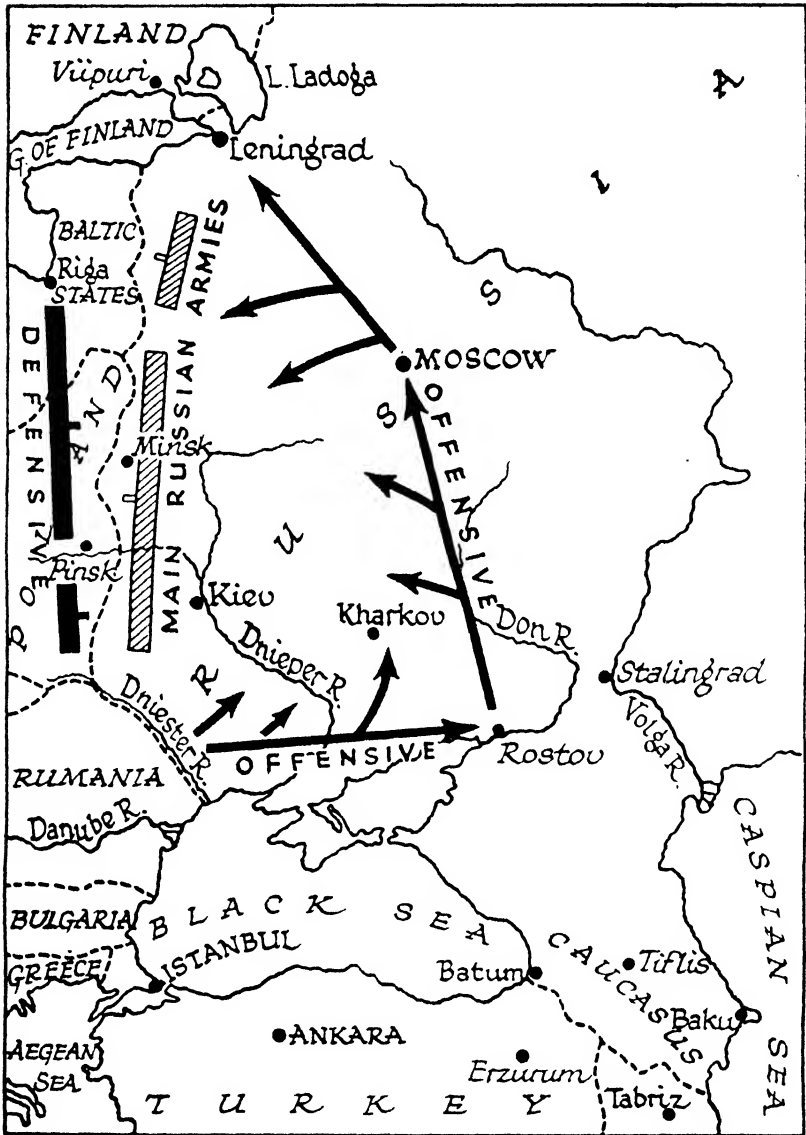 FINLAND
Viipuri
L. Ladoga
G. OF FINLAND
Leningrad
BALTIC
STATES
Riga
MAIN RUSSIAN ARMIES
DEFENSIVE
PO AND
MOSCOW
OFFENSIVE
Minsk
Pinsk
Kiev
Kharkov
Dnieper R.
Don R.
Stalingrad
Volga R.
Dniester R.
OFFENSIVE
Rostov
RUSSIA
RUMANIA
Danube R.
BULGARIA
GREECE
AEGEAN
SEA
BLACK SEA
ISTANBUL
ANKARA
TURKEY
Batum
CAUCASUS
Tiflis
Baku
CASPIAN SEA
Erzurum
Tabriz